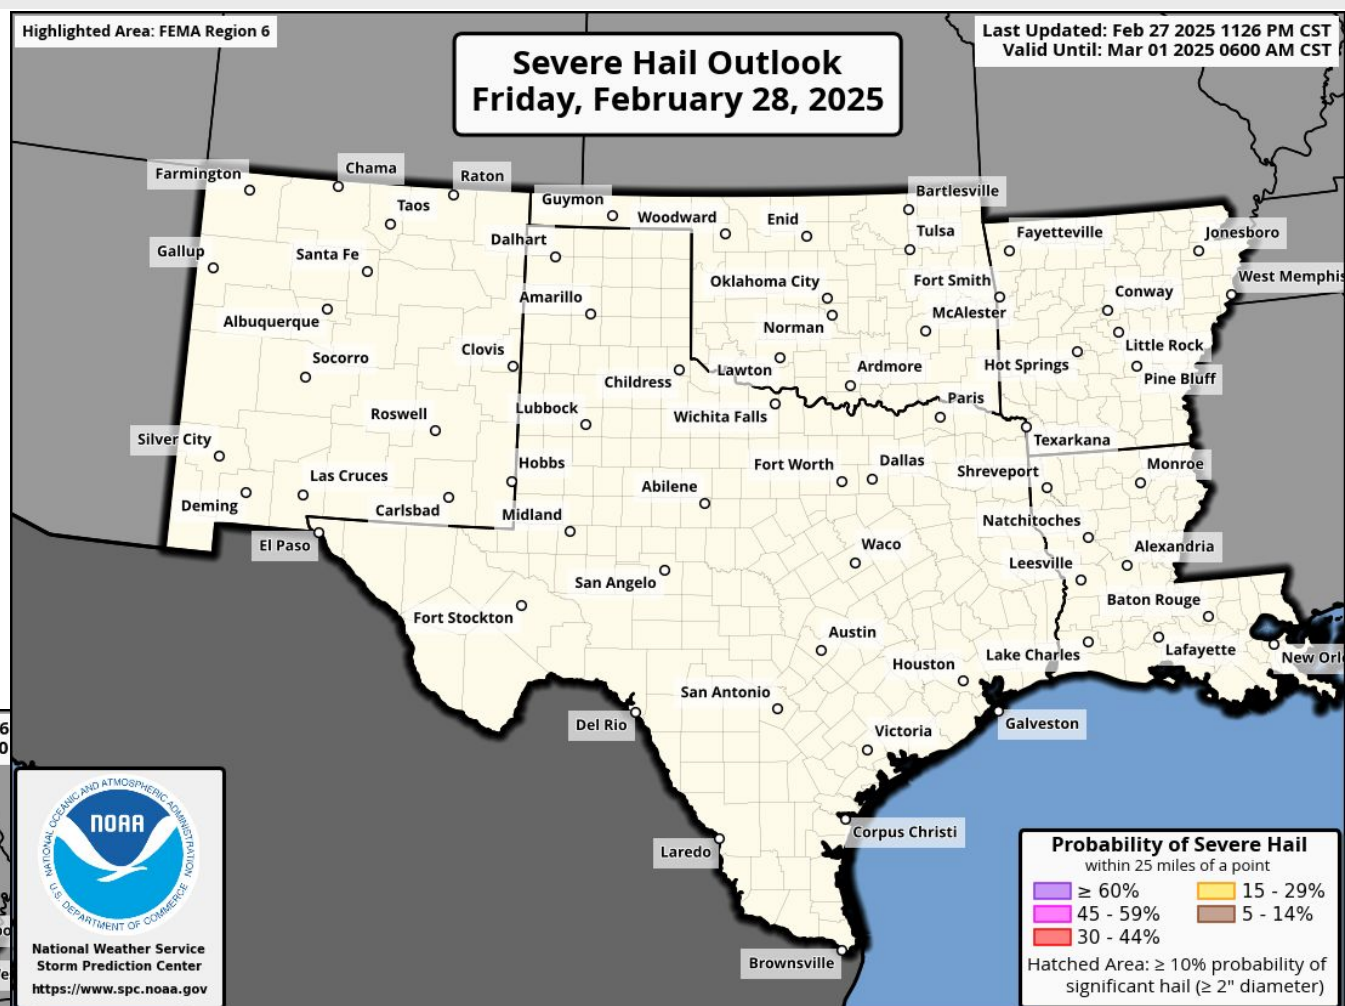 Highlighted Area: FEMA Region 6
Last Updated: Feb 27 2025 1126 PM CST
Valid Until: Mar 01 2025 0600 AM CST
Severe Hail Outlook
Friday, February 28, 2025
Farmington
Chama
Raton
Taos
Guymon
Woodward
Enid
Bartlesville
Tulsa
Fayetteville
Jonesboro
Gallup
Santa Fe
Dalhart
Oklahoma City
Fort Smith
West Memphis
Albuquerque
Amarillo
Norman
McAlester
Conway
Little Rock
Socorro
Clovis
Childress
Lawton
Ardmore
Hot Springs
Pine Bluff
Roswell
Lubbock
Wichita Falls
Paris
Texarkana
Silver City
Las Cruces
Hobbs
Abilene
Fort Worth
Dallas
Shreveport
Monroe
Deming
Carlsbad
Midland
Natchitoches
El Paso
San Angelo
Waco
Leesville
Alexandria
Fort Stockton
Baton Rouge
Austin
Houston
Lake Charles
Lafayette
New Orl
San Antonio
Del Rio
Victoria
Galveston
Laredo
Corpus Christi
Brownsville
6
0
NATIONAL OCEANIC AND ATMOSPHERIC ADMINISTRATION
NOAA
U.S. DEPARTMENT OF COMMERCE
National Weather Service
Storm Prediction Center
https://www.spc.noaa.gov
Probability of Severe Hail
within 25 miles of a point
≥ 60%
15 - 29%
45 - 59%
5 - 14%
30 - 44%
Hatched Area: ≥ 10% probability of
significant hail (≥ 2" diameter)